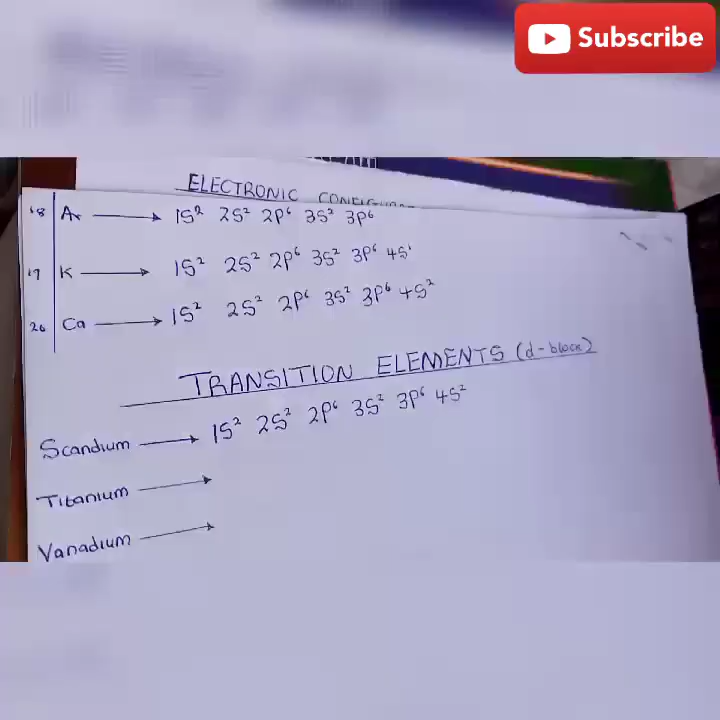 Subscribe
ELECTRONIC
18 Ar → 1S² 2S² 2P⁶ 3S² 3P⁶
19 K → 1S² 2S² 2P⁶ 3S² 3P⁶ 4S¹
20 Ca → 1S² 2S² 2P⁶ 3S² 3P⁶ 4S²
TRANSITION ELEMENTS (d-block)
Scandium → 1S² 2S² 2P⁶ 3S² 3P⁶ 4S²
Titanium →
Vanadium →